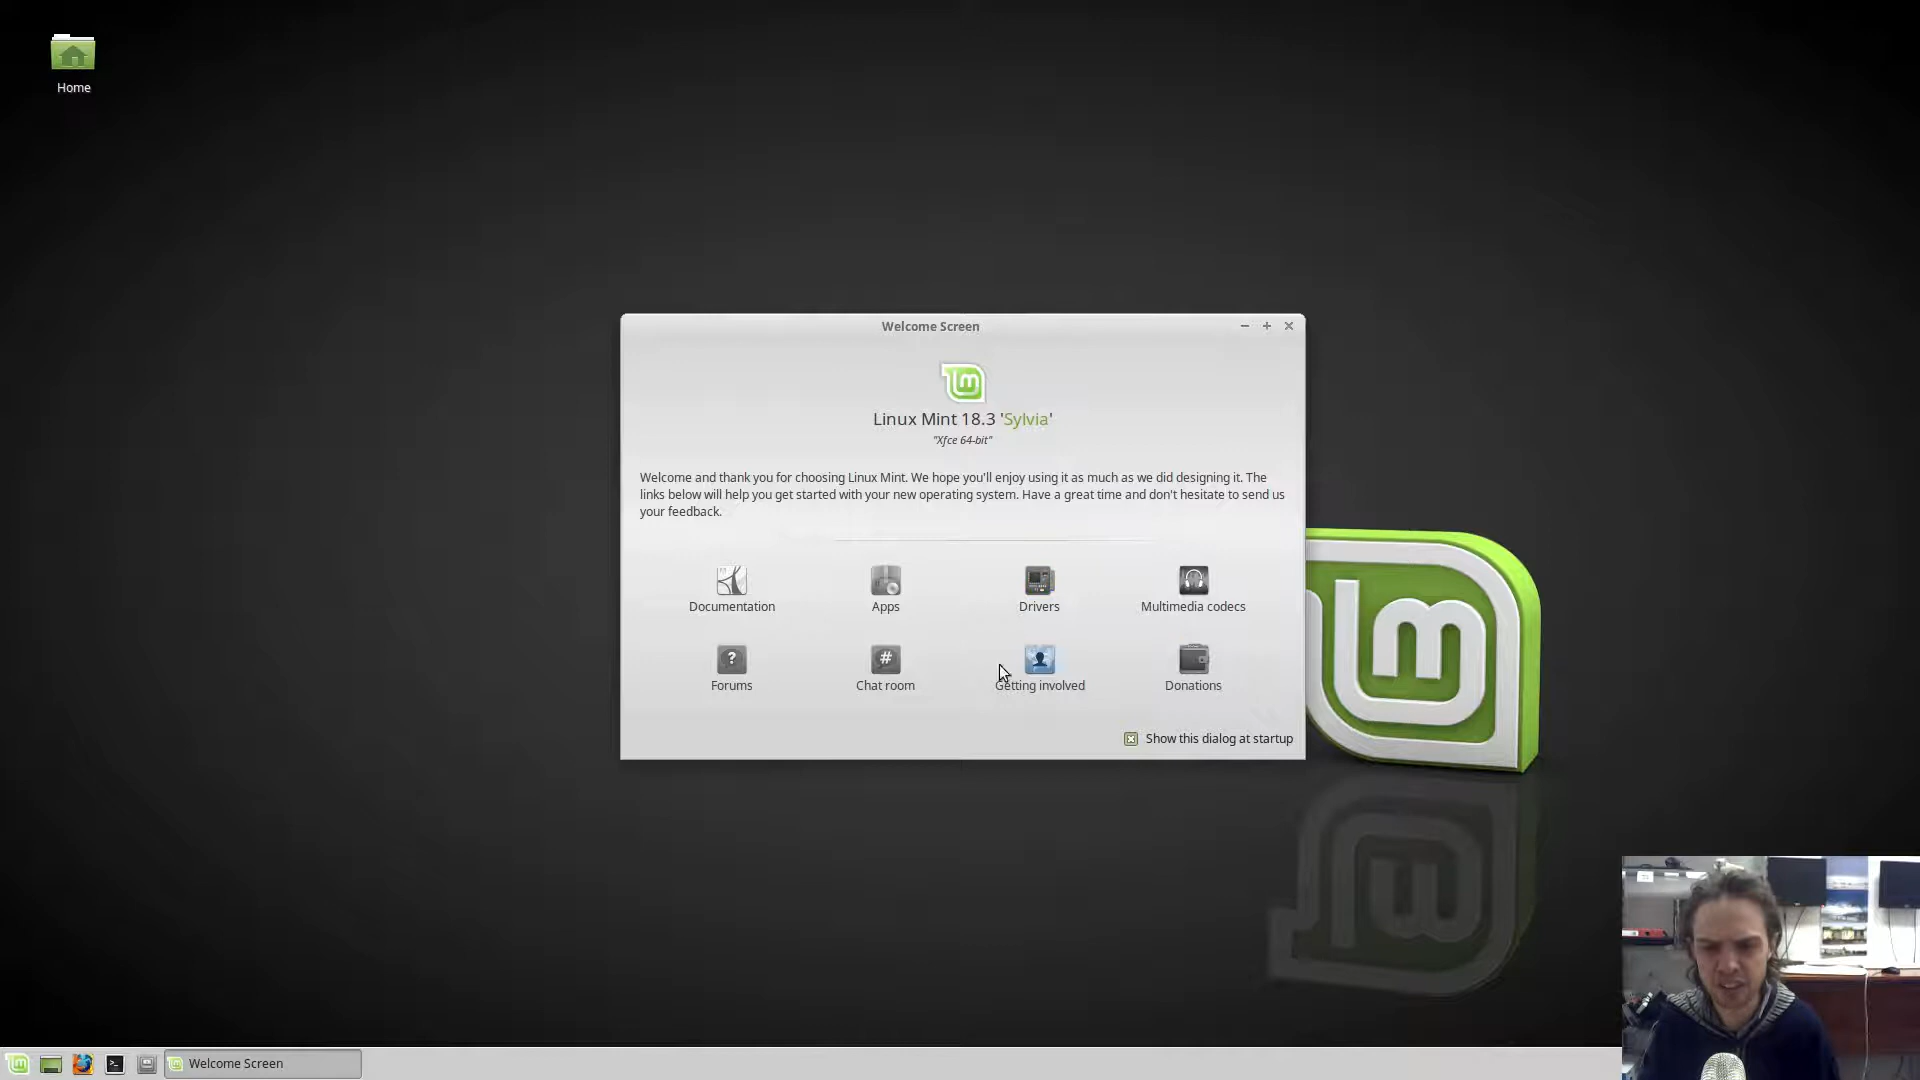 Home
Welcome Screen
Linux Mint 18.3 'Sylvia'
"Xfce 64-bit"
Welcome and thank you for choosing Linux Mint. We hope you'll enjoy using it as much as we did designing it. The
links below will help you get started with your new operating system. Have a great time and don't hesitate to send us
your feedback.
Documentation
Apps
Drivers
Multimedia codecs
Forums
Chat room
Getting involved
Donations
Show this dialog at startup
Welcome Screen